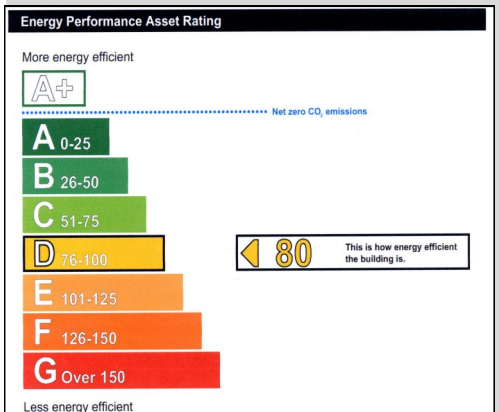 Energy Performance Asset Rating
More energy efficient
A+
Net zero CO₂ emissions
A 0-25
B 26-50
C 51-75
D 76-100
80 This is how energy efficient
the building is.
E 101-125
F 126-150
G Over 150
Less energy efficient